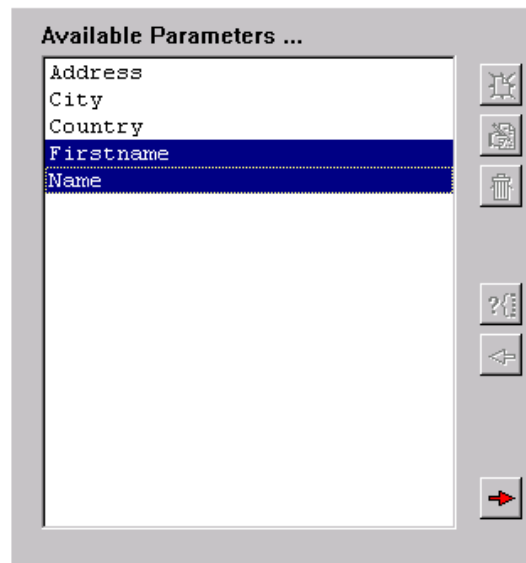 Available Parameters ...
Address
City
Country
Firstname
Name
?{